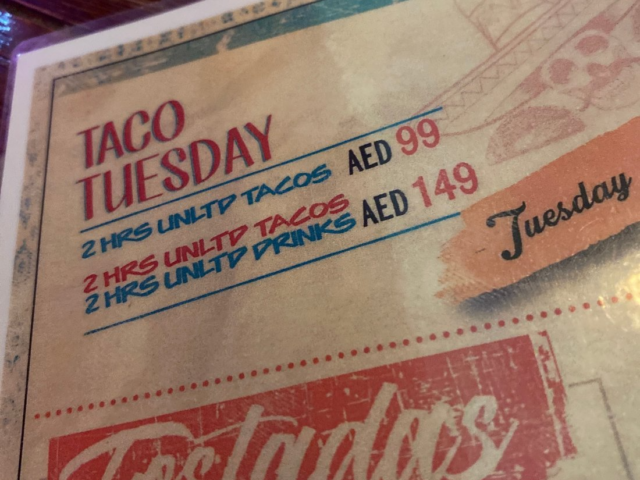 TACO
TUESDAY
2 HRS UNLTD TACOS AED 99
2 HRS UNLTD TACOS
2 HRS UNLTD DRINKS AED 149
Tuesday
Tostadas